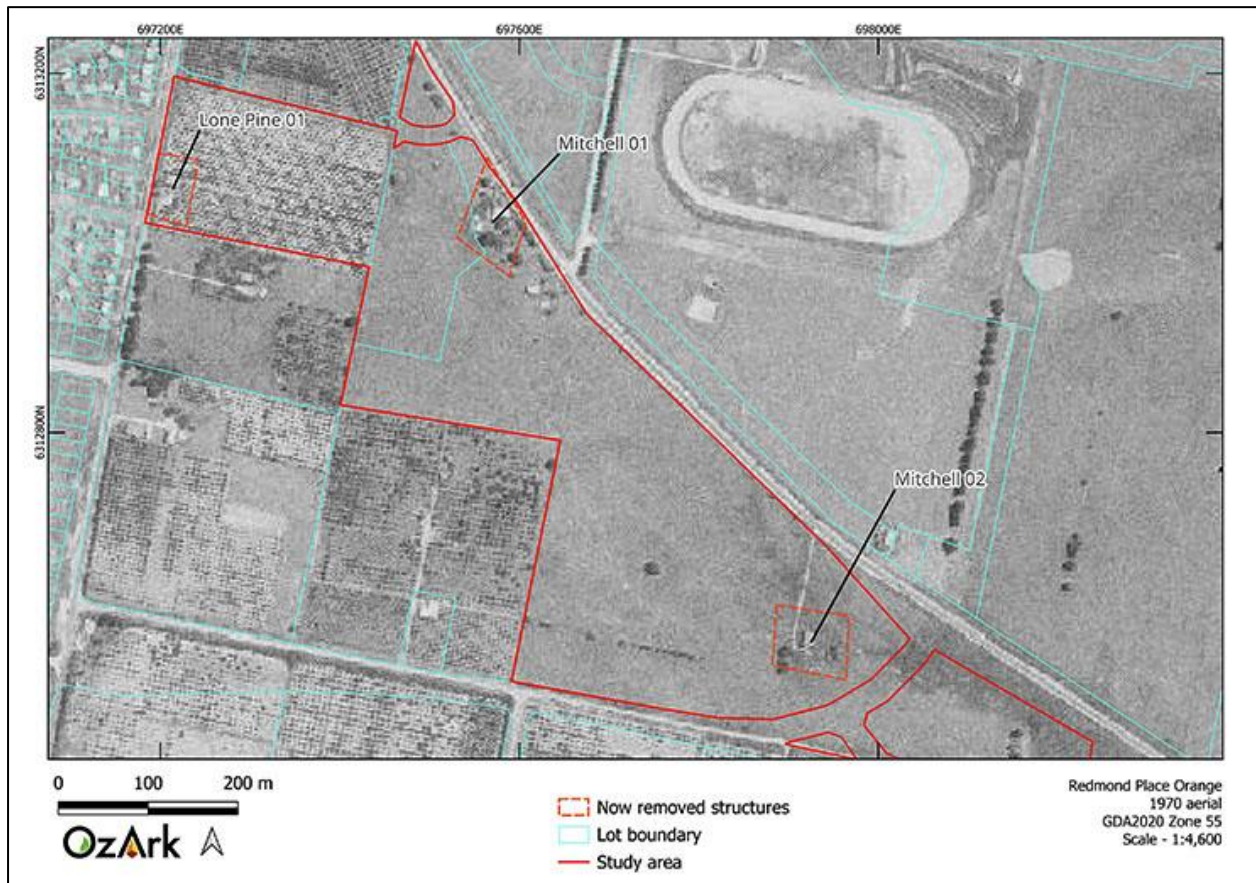 697200E
697600E
698000E
6313200N
Lone Pine 01
Mitchell 01
6312800N
Mitchell 02
0 100 200 m
OzArk
Now removed structures
Lot boundary
Study area
Redmond Place Orange
1970 aerial
GDA2020 Zone 55
Scale - 1:4,600